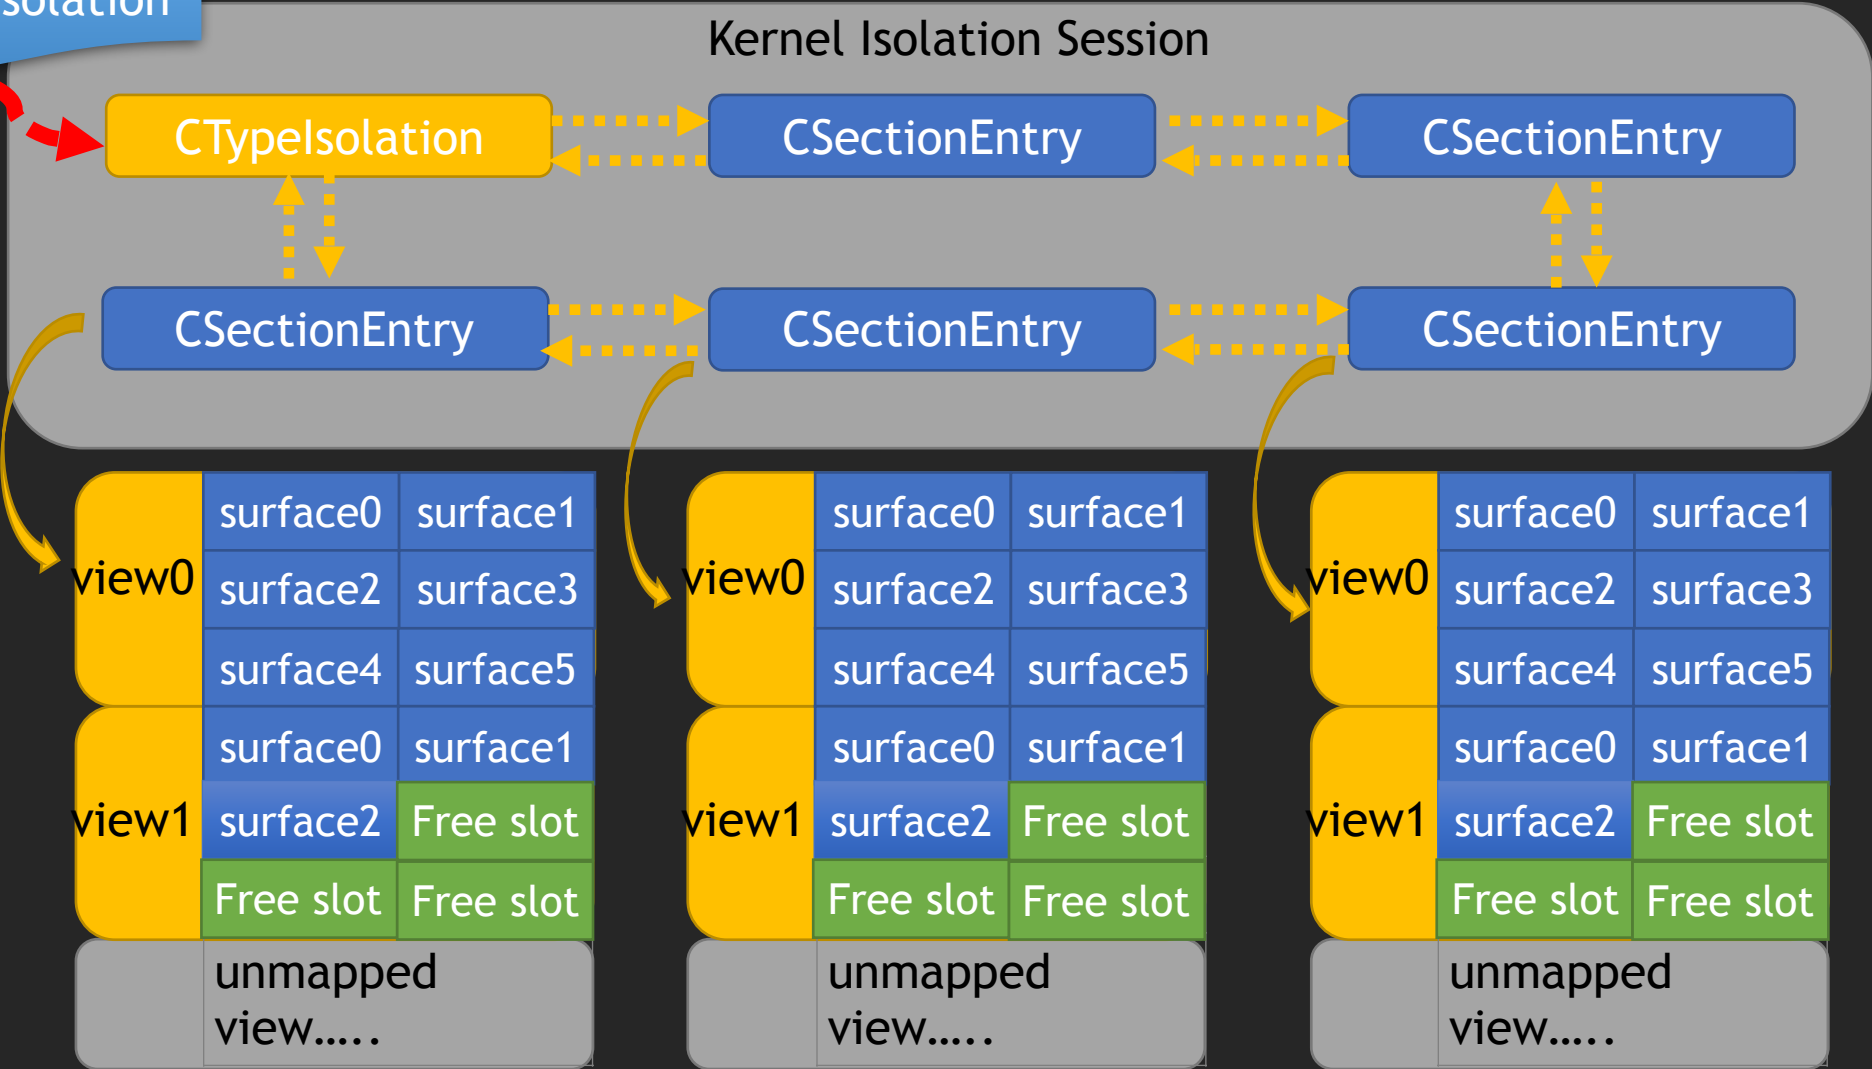 solation
Kernel Isolation Session
CTypeIsolation
CSectionEntry
CSectionEntry
CSectionEntry
CSectionEntry
CSectionEntry
view0
surface0 surface1
surface2 surface3
surface4 surface5
view1
surface0 surface1
surface2 Free slot
Free slot Free slot
unmapped
view.....
view0
surface0 surface1
surface2 surface3
surface4 surface5
view1
surface0 surface1
surface2 Free slot
Free slot Free slot
unmapped
view.....
view0
surface0 surface1
surface2 surface3
surface4 surface5
view1
surface0 surface1
surface2 Free slot
Free slot Free slot
unmapped
view.....